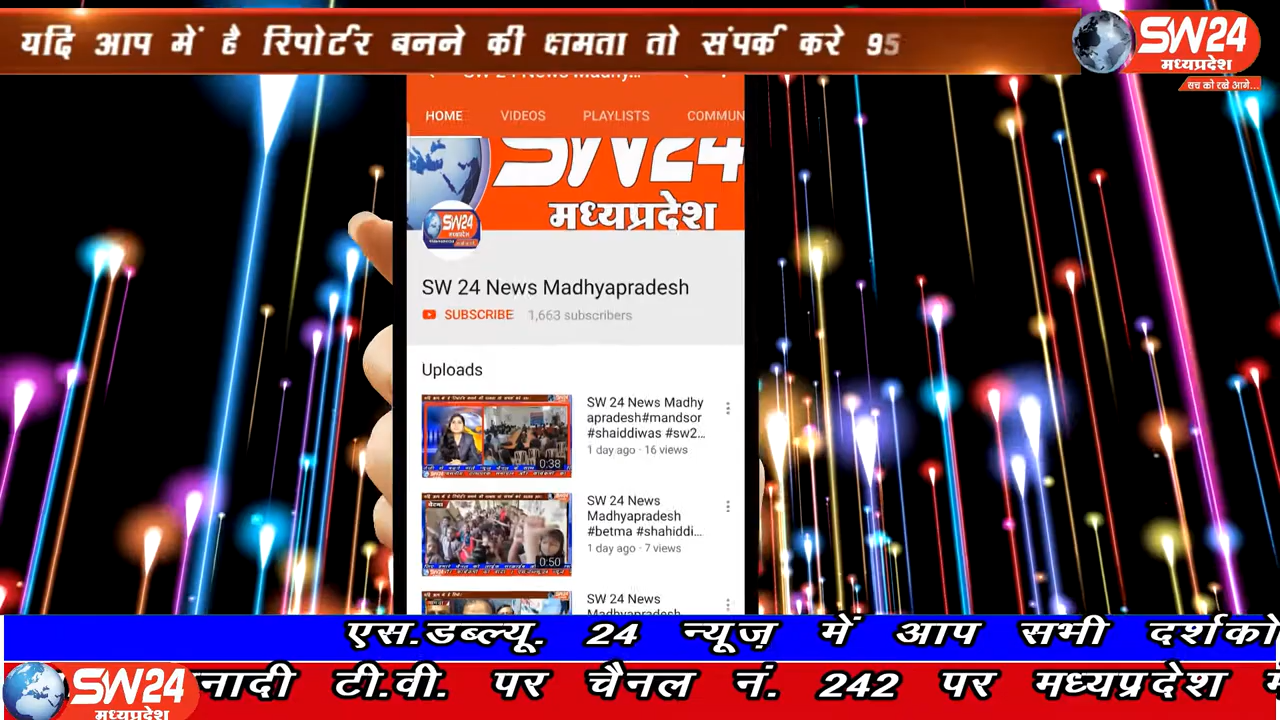 यदि आप में है रिपोर्टर बनने की क्षमता तो संपर्क करे 95
SW24
मध्यप्रदेश
सच को रखे आगे...
HOME VIDEOS PLAYLISTS COMMUN
SW24
मध्यप्रदेश
SW24
SW 24 News Madhyapradesh
SUBSCRIBE 1,663 subscribers
Uploads
SW 24 News Madhy
apradesh#mandsor
#shaiddiwas #sw2...
1 day ago · 16 views
0:38
SW 24 News
Madhyapradesh
#betma #shahiddi...
1 day ago · 7 views
0:50
SW 24 News
Madhyapradesh
एस.डब्ल्यू. 24 न्यूज़ में आप सभी दर्शको
नादी टी.वी. पर चैनल नं. 242 पर मध्यप्रदेश
SW24
मध्यप्रदेश